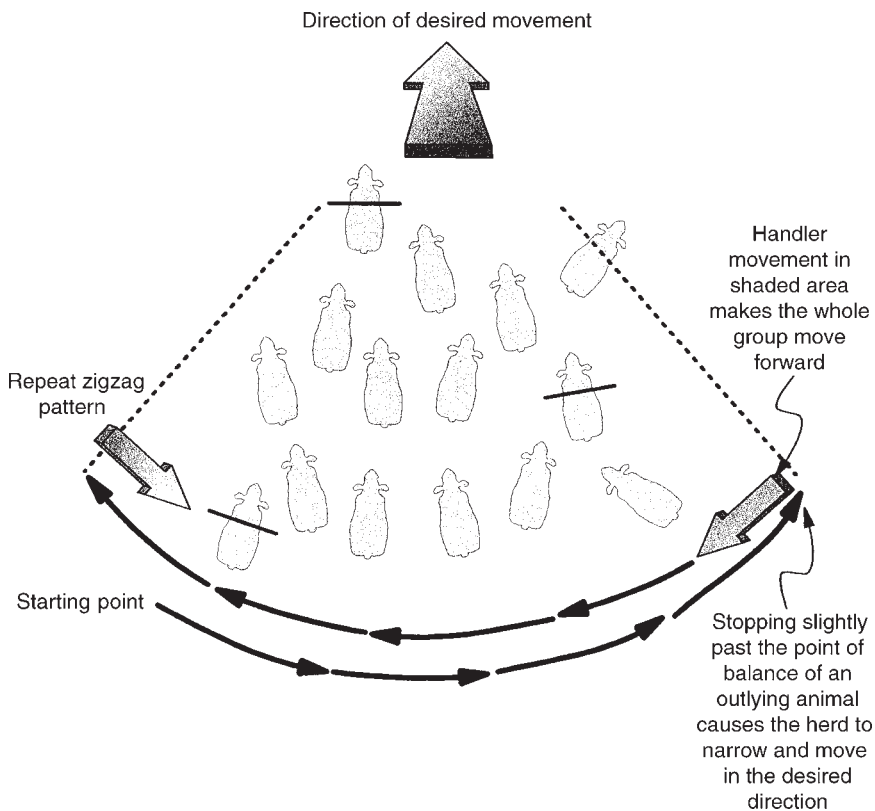 Direction of desired movement
Handler
movement in
shaded area
makes the whole
group move
forward
Repeat zigzag
pattern
Starting point
Stopping slightly
past the point of
balance of an
outlying animal
causes the herd to
narrow and move
in the desired
direction